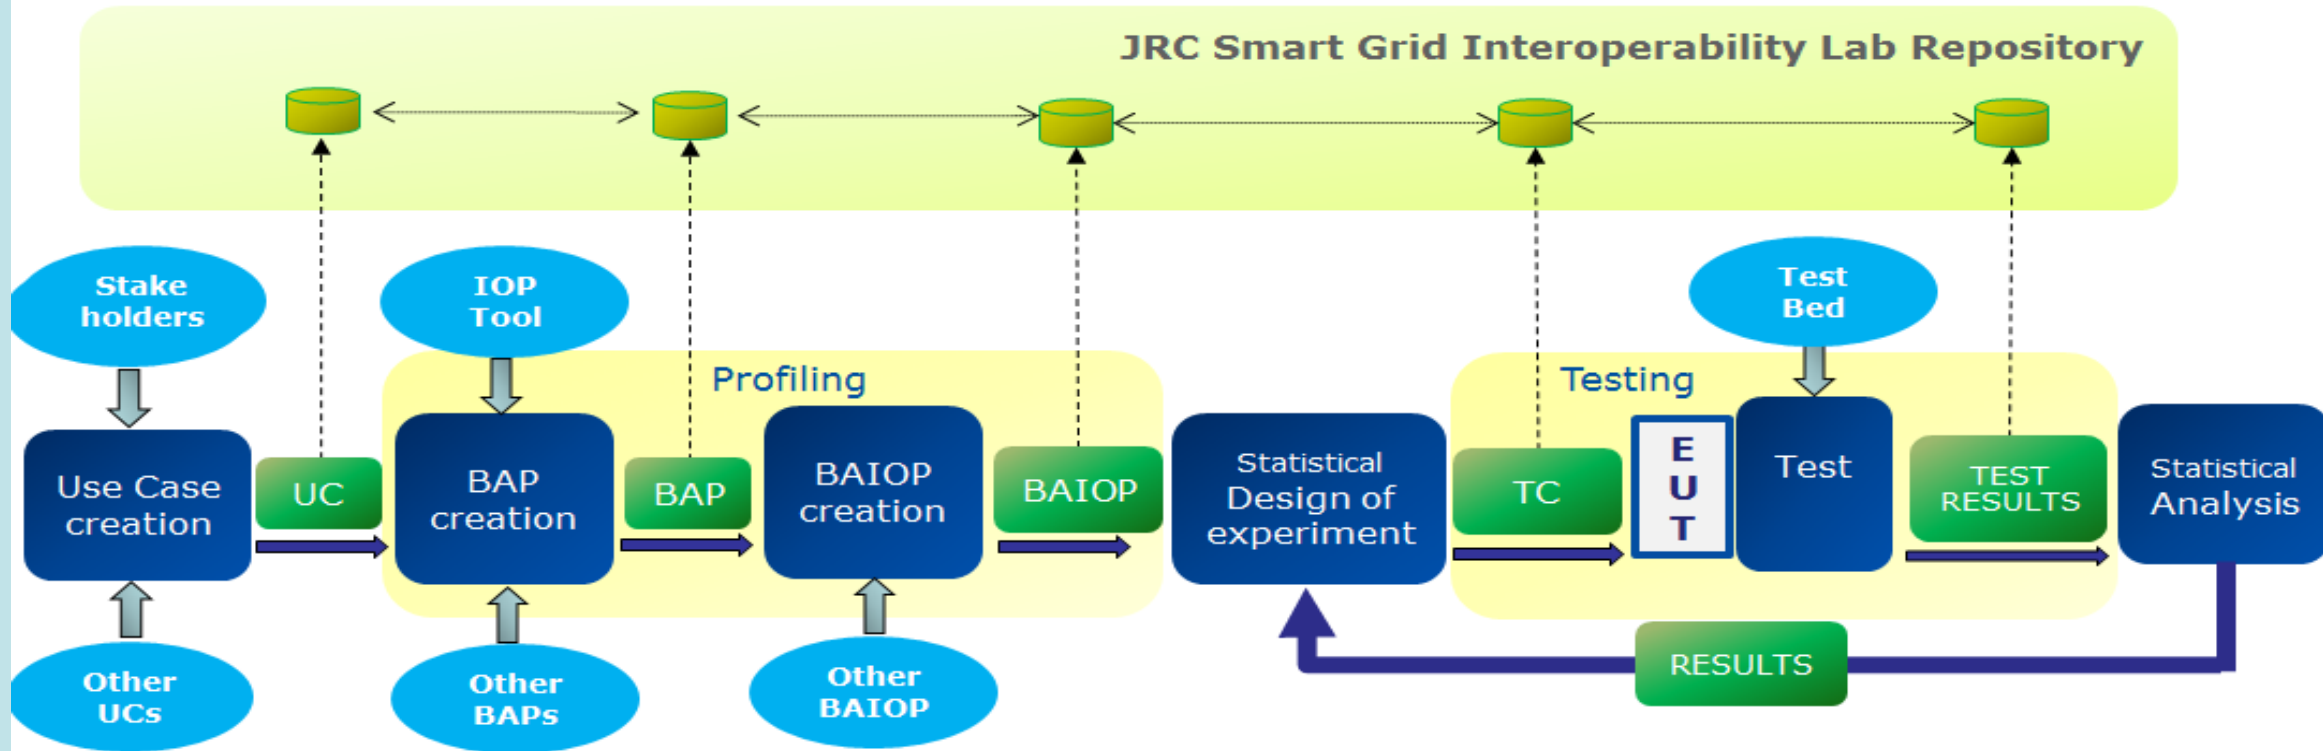 JRC Smart Grid Interoperability Lab Repository
Stake
holders
IOP
Tool
Test
Bed
Profiling
Testing
Use Case
creation
UC
BAP
creation
BAP
BAIOP
creation
BAIOP
Statistical
Design of
experiment
TC
E
U
T
Test
TEST
RESULTS
Statistical
Analysis
Other
UCs
Other
BAPs
Other
BAIOP
RESULTS